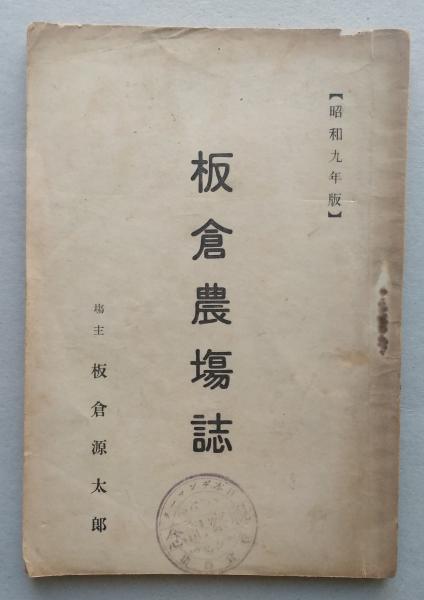 【昭和九年版】
板倉農場誌
場主 板倉源太郎